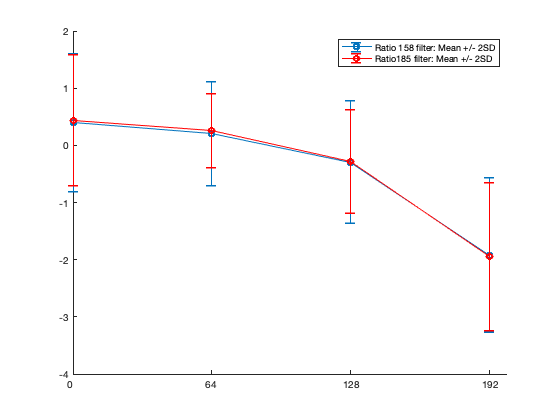 2
Ratio 158 filter: Mean +/- 2SD
Ratio185 filter: Mean +/- 2SD
1
0
-1
-2
-3
-4
0 64 128 192